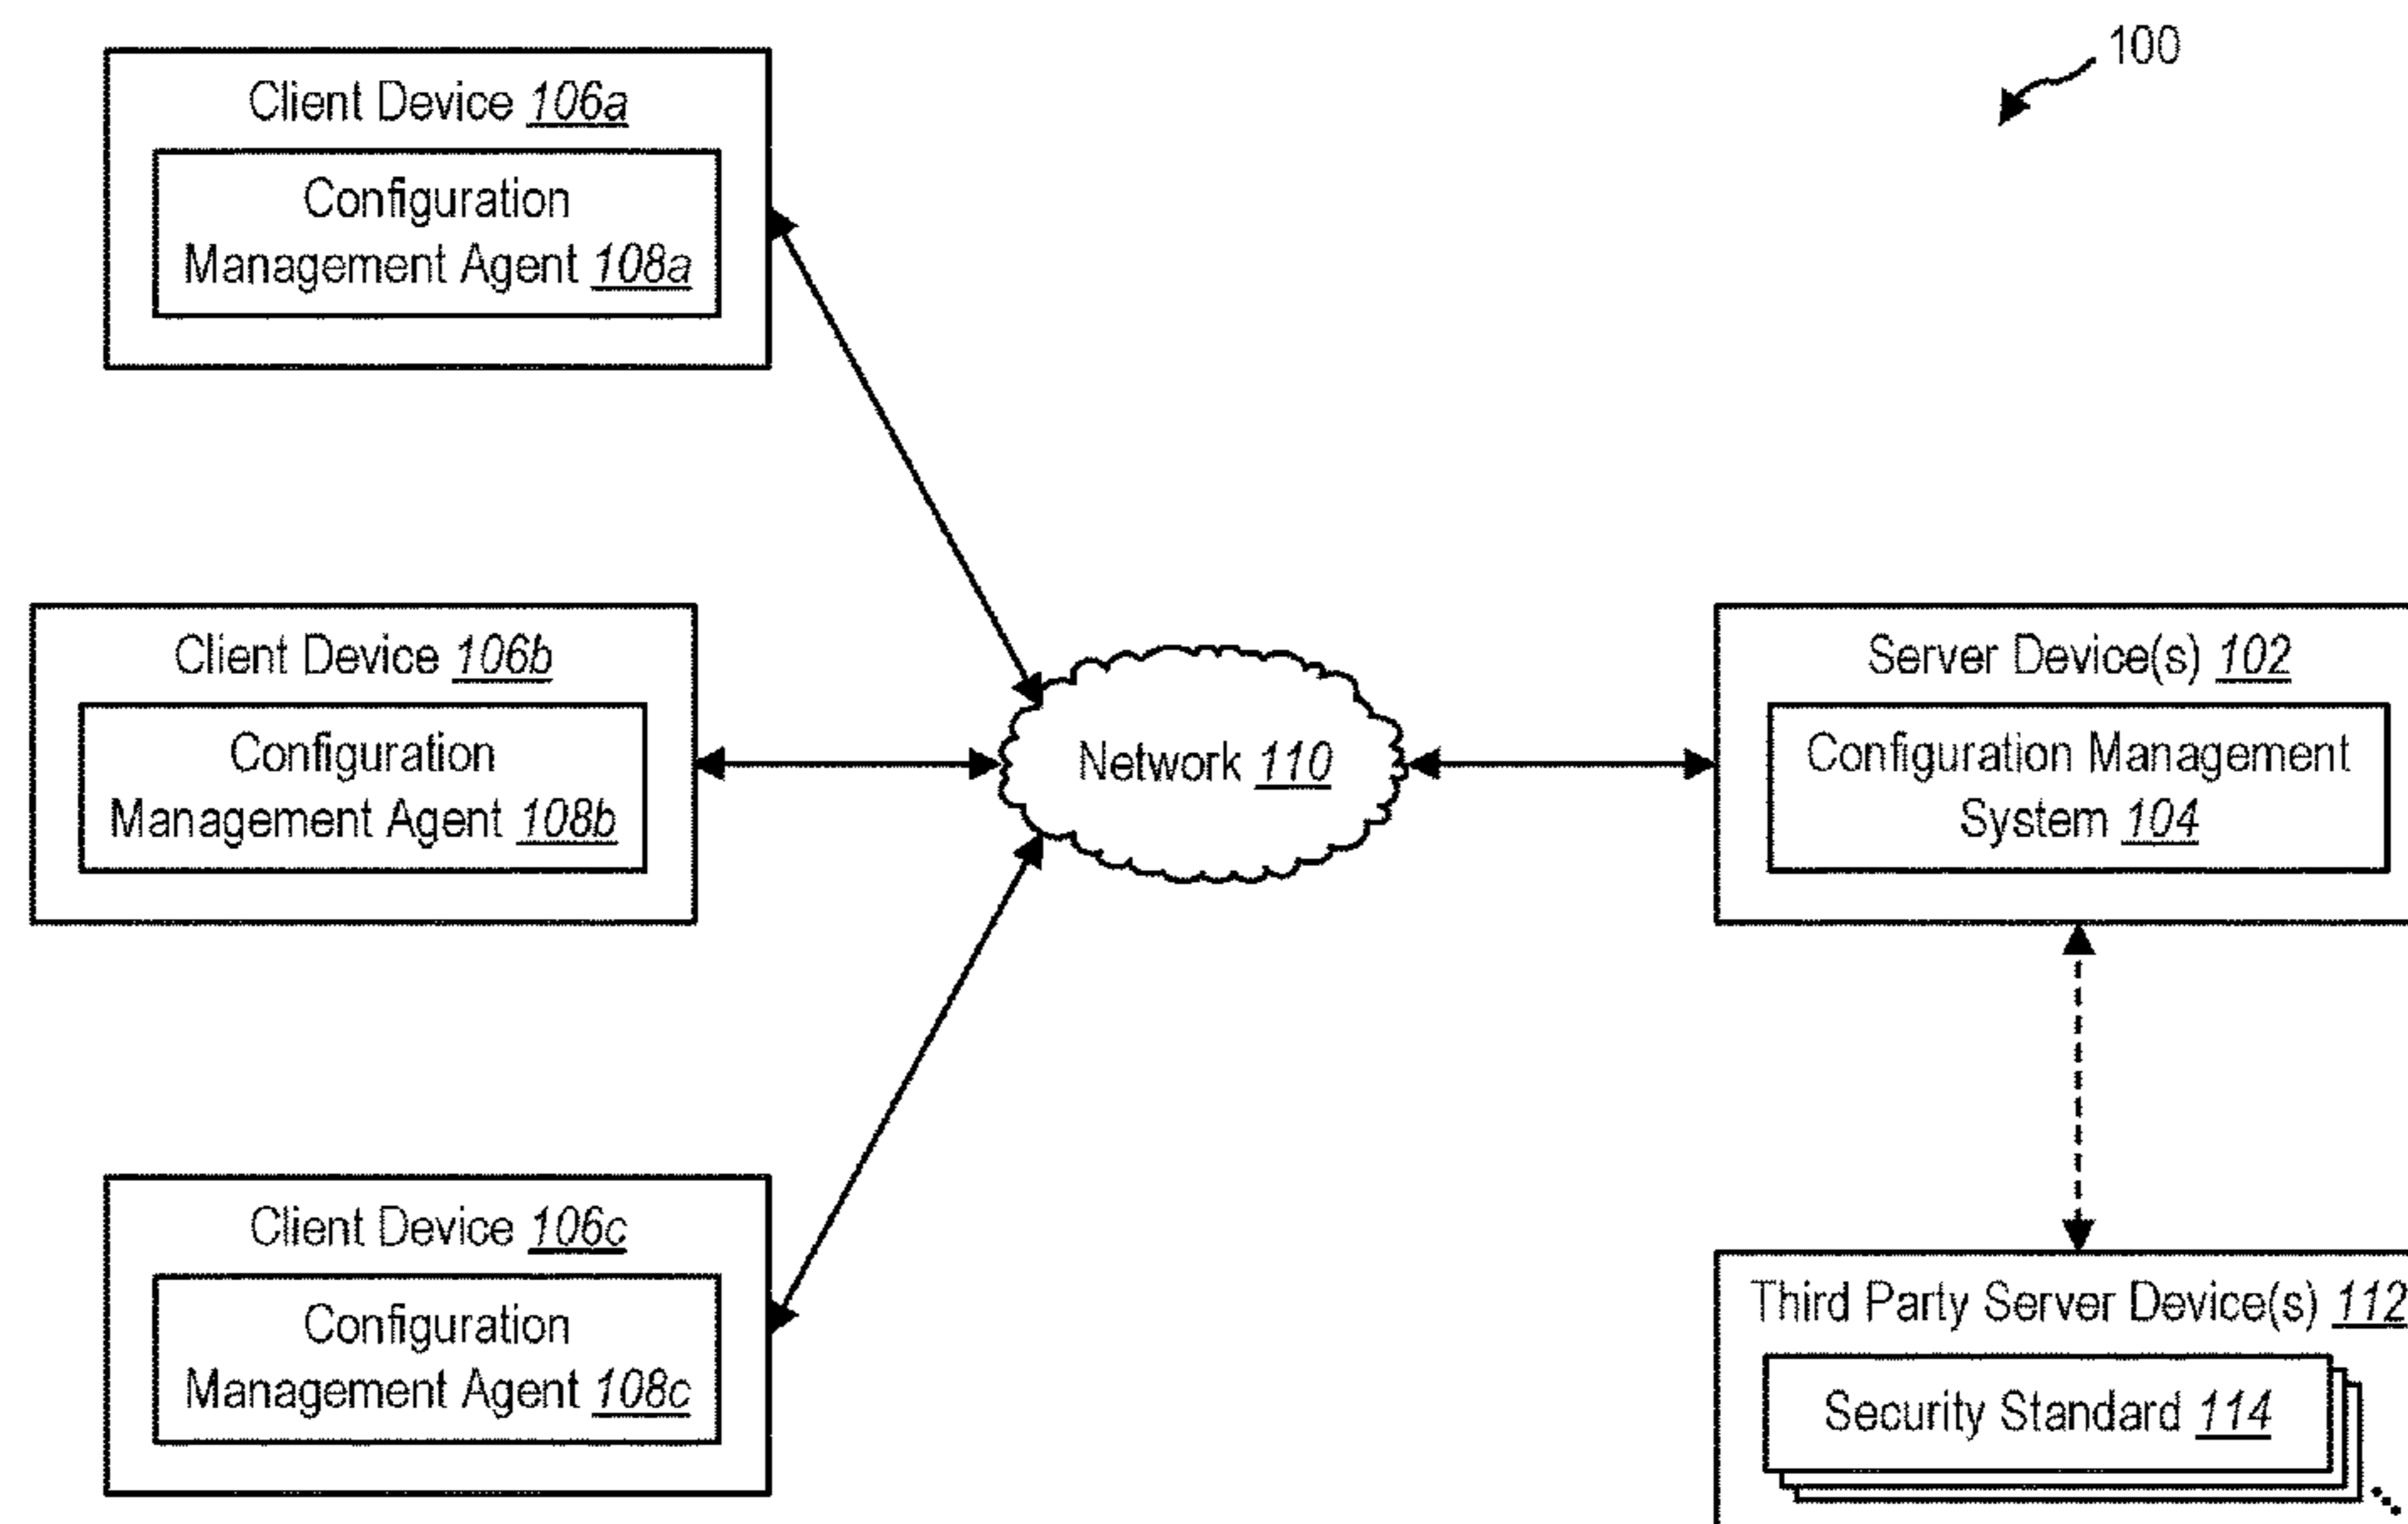 100
Client Device 106a
Configuration
Management Agent 108a
Client Device 106b
Configuration
Management Agent 108b
Network 110
Server Device(s) 102
Configuration Management
System 104
Client Device 106c
Configuration
Management Agent 108c
Third Party Server Device(s) 112
Security Standard 114